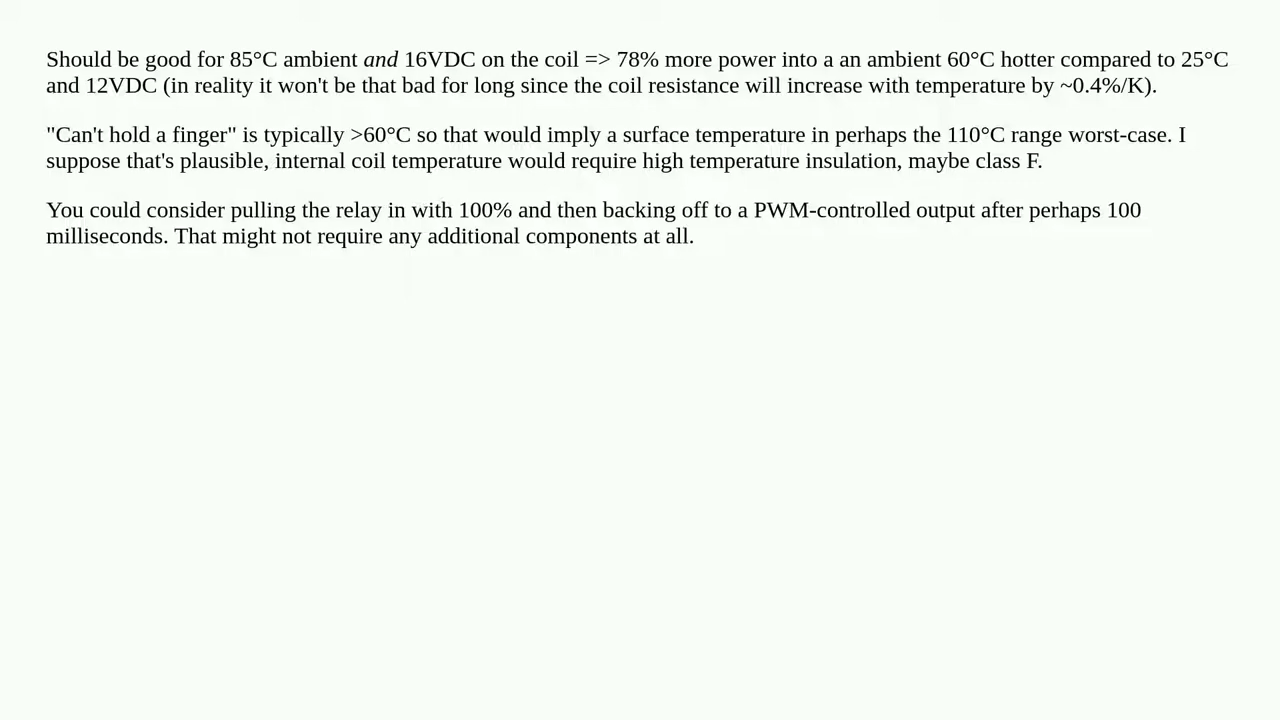 Should be good for 85°C ambient and 16VDC on the coil => 78% more power into a an ambient 60°C hotter compared to 25°C
and 12VDC (in reality it won't be that bad for long since the coil resistance will increase with temperature by ~0.4%/K).
"Can't hold a finger" is typically >60°C so that would imply a surface temperature in perhaps the 110°C range worst-case. I
suppose that's plausible, internal coil temperature would require high temperature insulation, maybe class F.
You could consider pulling the relay in with 100% and then backing off to a PWM-controlled output after perhaps 100
milliseconds. That might not require any additional components at all.